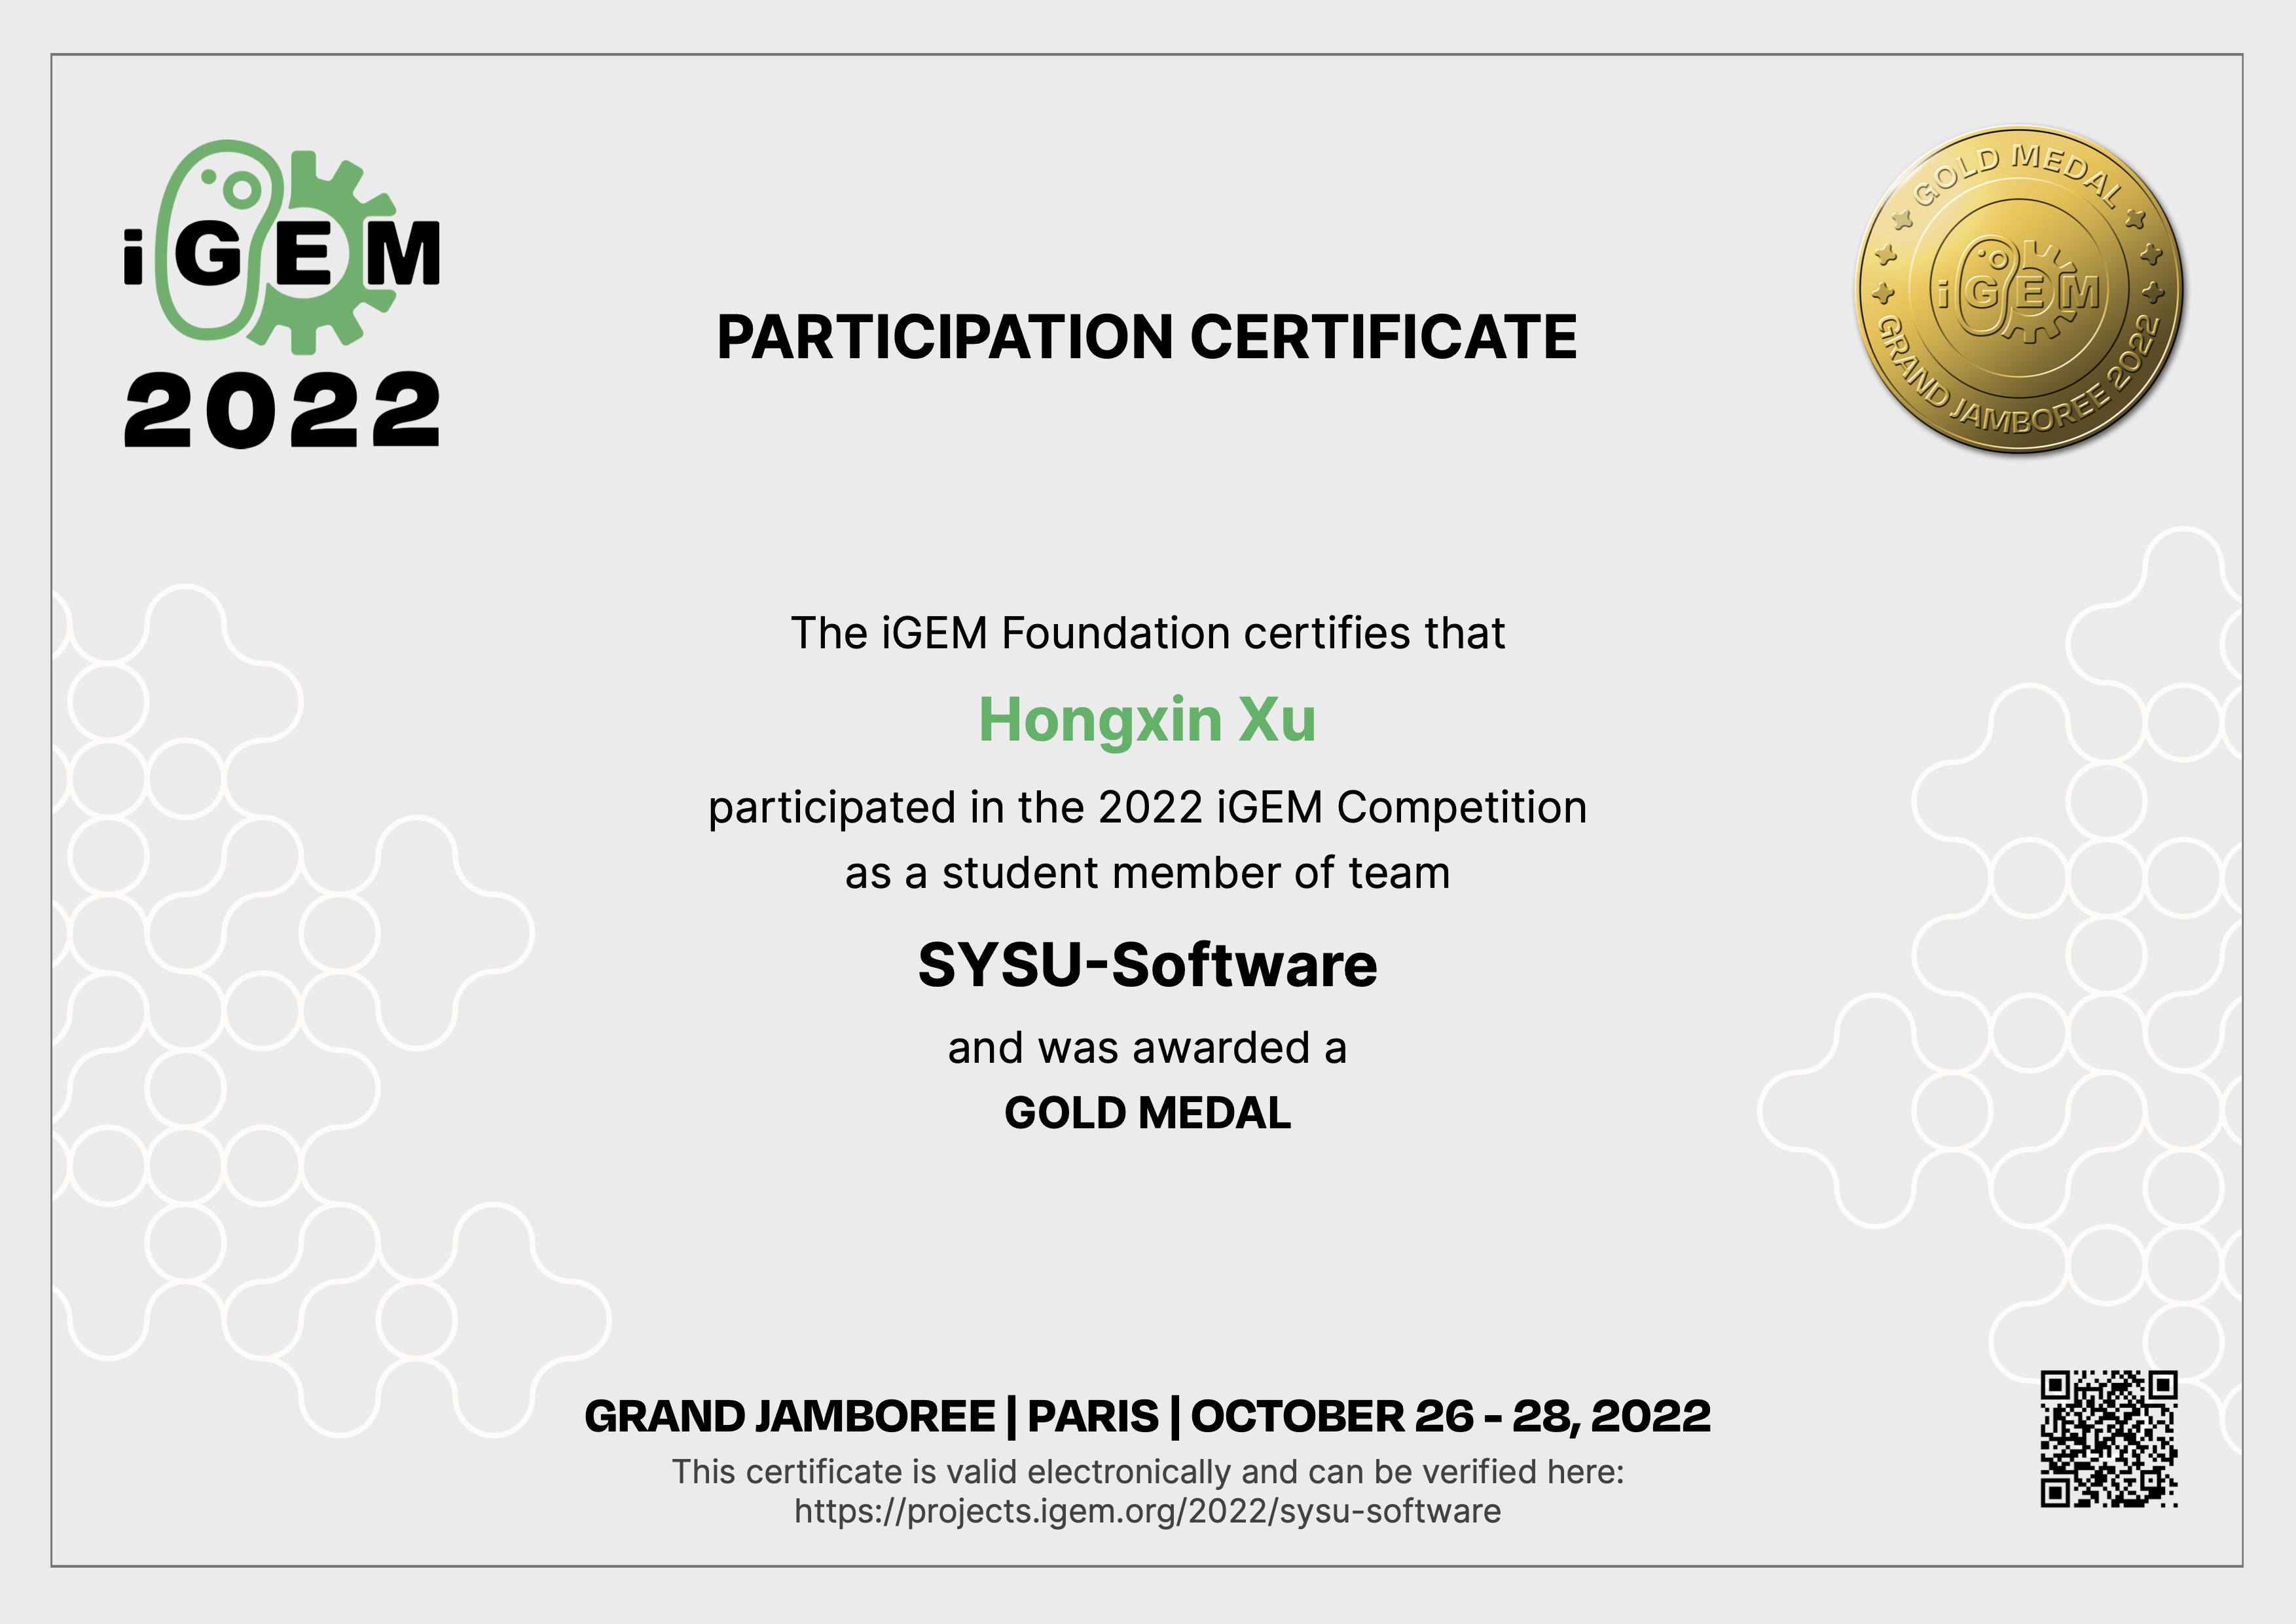 iGEM
2022
GOLD MEDAL
iGEM
GRAND JAMBOREE 2022
PARTICIPATION CERTIFICATE
The iGEM Foundation certifies that
Hongxin Xu
participated in the 2022 iGEM Competition
as a student member of team
SYSU-Software
and was awarded a
GOLD MEDAL
GRAND JAMBOREE | PARIS | OCTOBER 26 - 28, 2022
This certificate is valid electronically and can be verified here:
https://projects.igem.org/2022/sysu-software